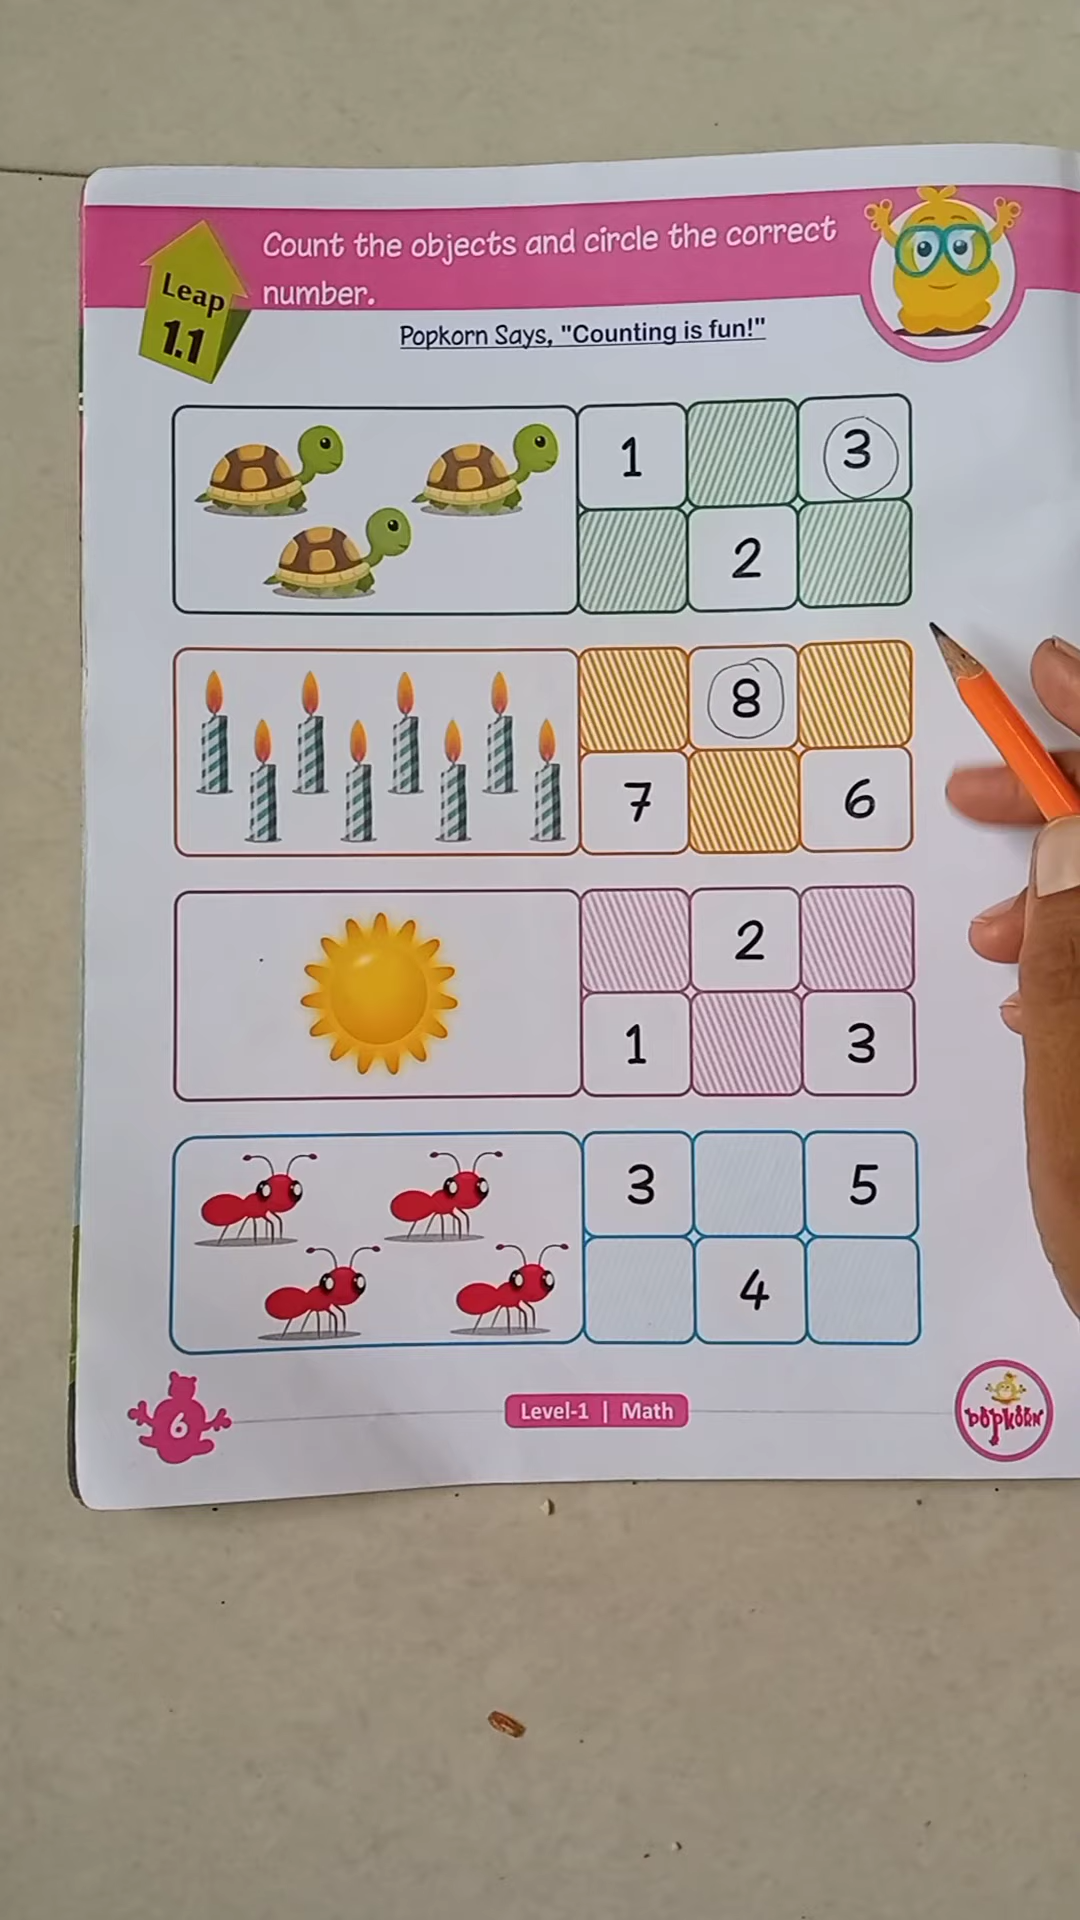 Count the objects and circle the correct
number.
Leap
1.1
Popkorn Says, "Counting is fun!"
1
3
2
8
7
6
2
1
3
3
5
4
6
Level-1 | Math
POPKORN